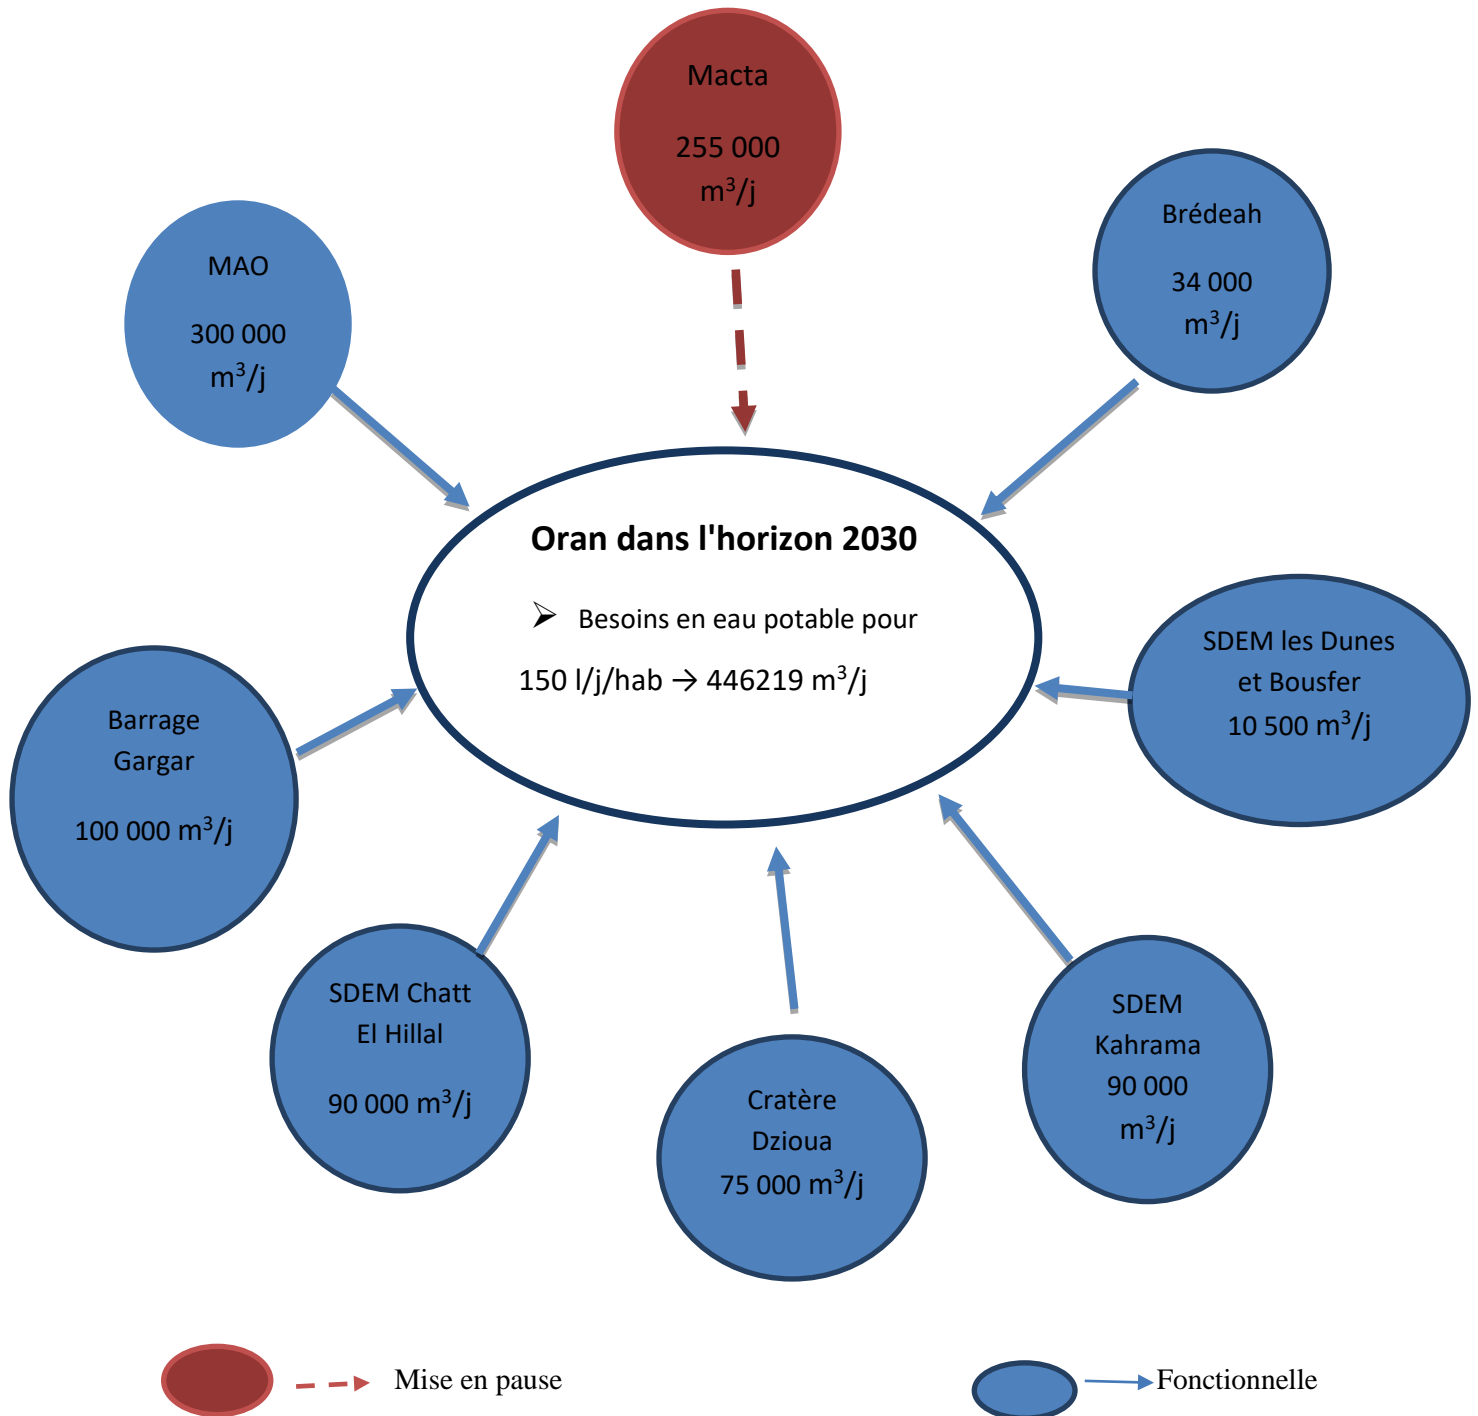 Macta
255 000
m³/j
MAO
300 000
m³/j
Brédeah
34 000
m³/j
Oran dans l'horizon 2030
➢ Besoins en eau potable pour
150 l/j/hab → 446219 m³/j
SDEM les Dunes
et Bousfer
10 500 m³/j
Barrage
Gargar
100 000 m³/j
SDEM Chatt
El Hillal
90 000 m³/j
Cratère
Dzioua
75 000 m³/j
SDEM
Kahrama
90 000
m³/j
Mise en pause
Fonctionnelle